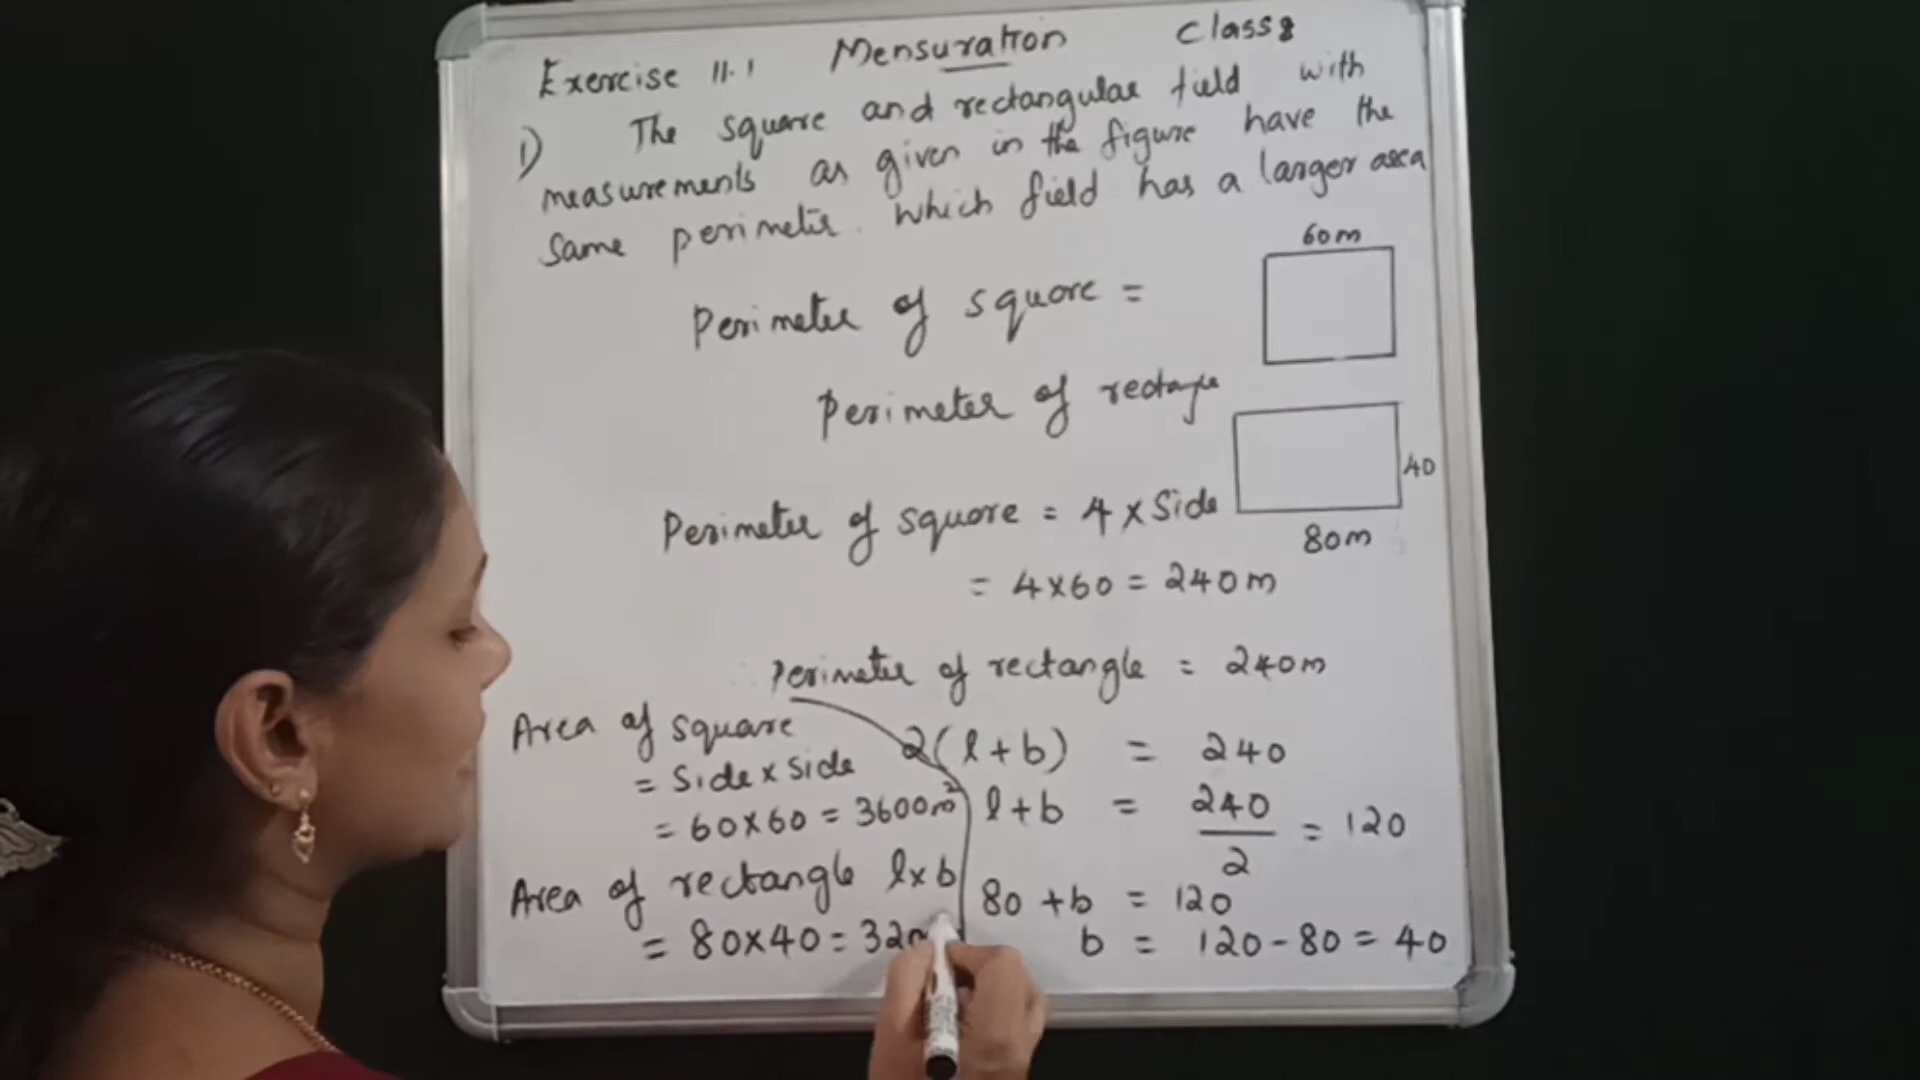 Exercise 11.1 Mensuration Class 8
1) The square and rectangular field with
measurements as given in the figure have the
same perimeter. which field has a larger area
60m
Perimeter of square =
Perimeter of rectangle
40
80m
Perimeter of square = 4 x Side
= 4x60 = 240m
Perimeter of rectangle = 240m
Area of square
= Side x Side
= 60x60 = 3600m²
Area of rectangle lxb
= 80x40 = 320
2(l+b) = 240
l+b = 240/2 = 120
80+b = 120
b = 120-80 = 40